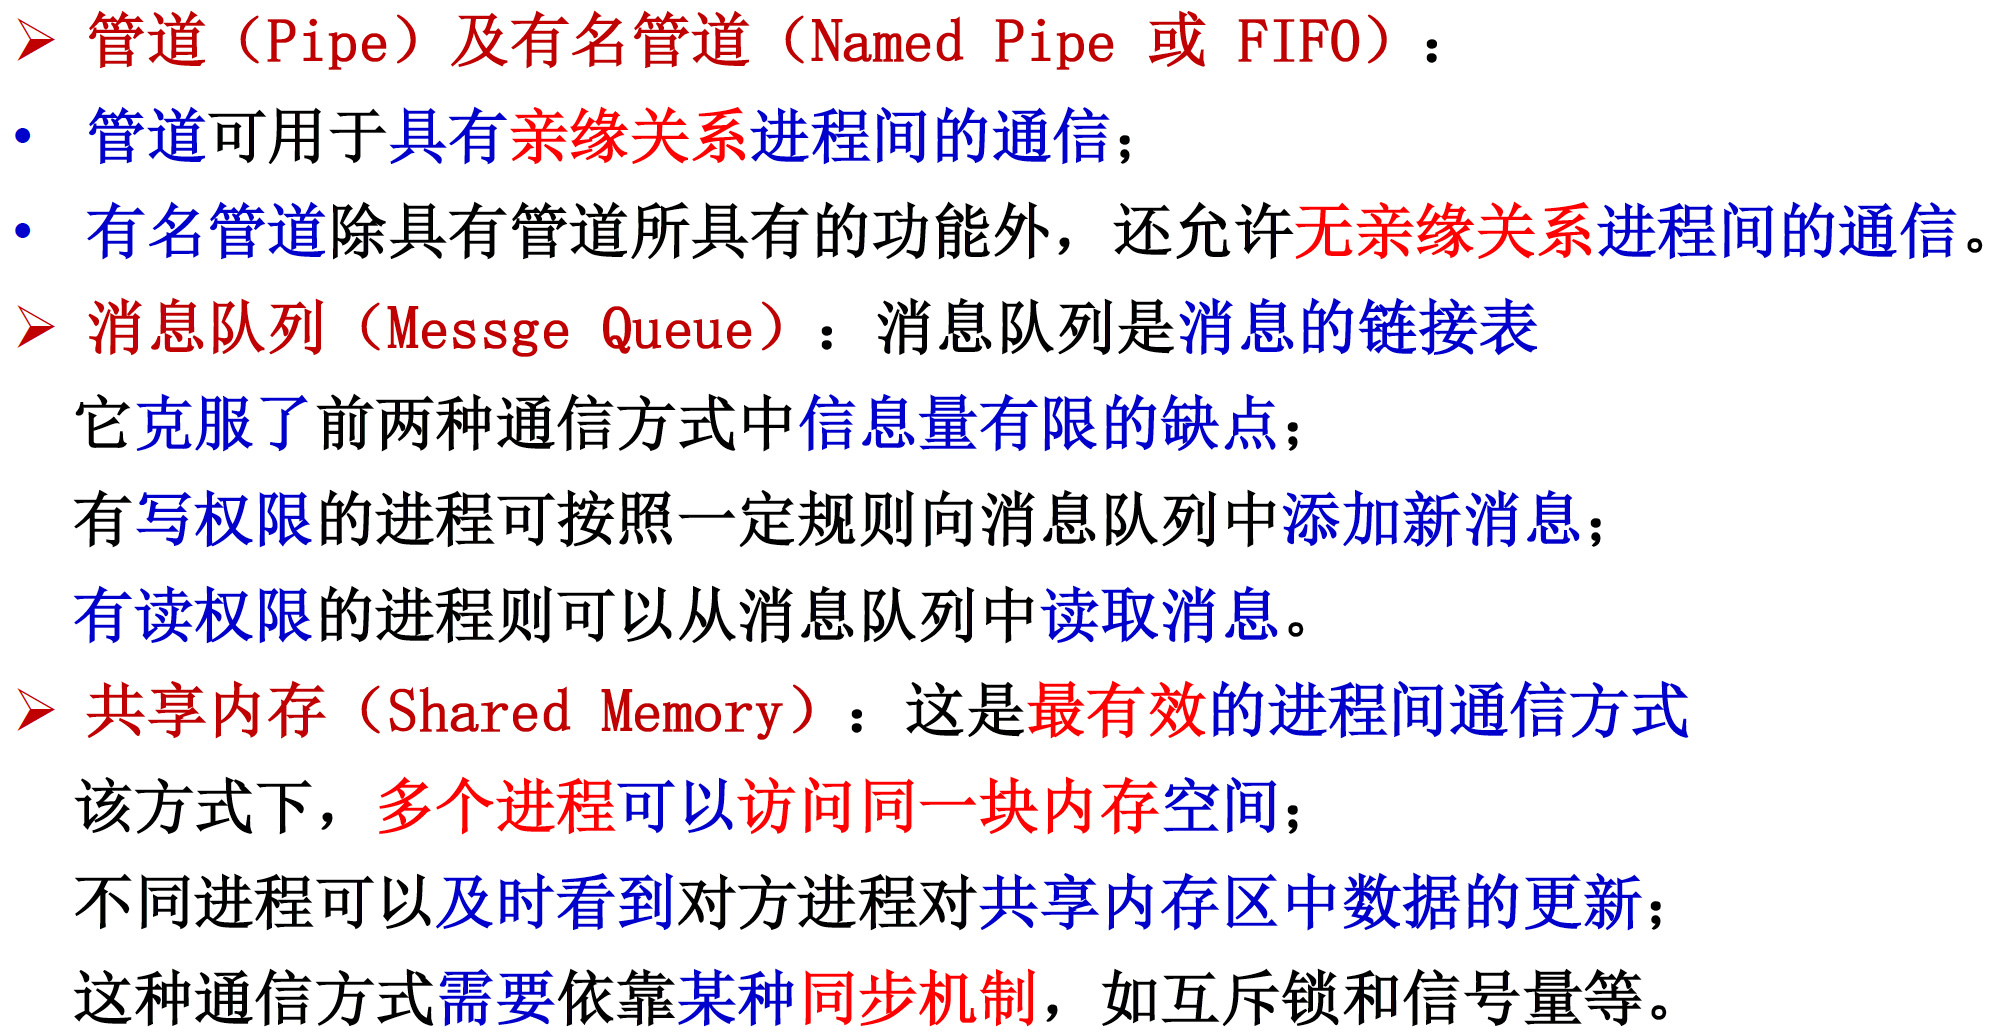 ➢ 管道（Pipe）及有名管道（Named Pipe 或 FIFO）：
• 管道可用于具有亲缘关系进程间的通信；
• 有名管道除具有管道所具有的功能外，还允许无亲缘关系进程间的通信。
➢ 消息队列（Messge Queue）：消息队列是消息的链接表
它克服了前两种通信方式中信息量有限的缺点；
有写权限的进程可按照一定规则向消息队列中添加新消息；
有读权限的进程则可以从消息队列中读取消息。
➢ 共享内存（Shared Memory）：这是最有效的进程间通信方式
该方式下，多个进程可以访问同一块内存空间；
不同进程可以及时看到对方进程对共享内存区中数据的更新；
这种通信方式需要依靠某种同步机制，如互斥锁和信号量等。